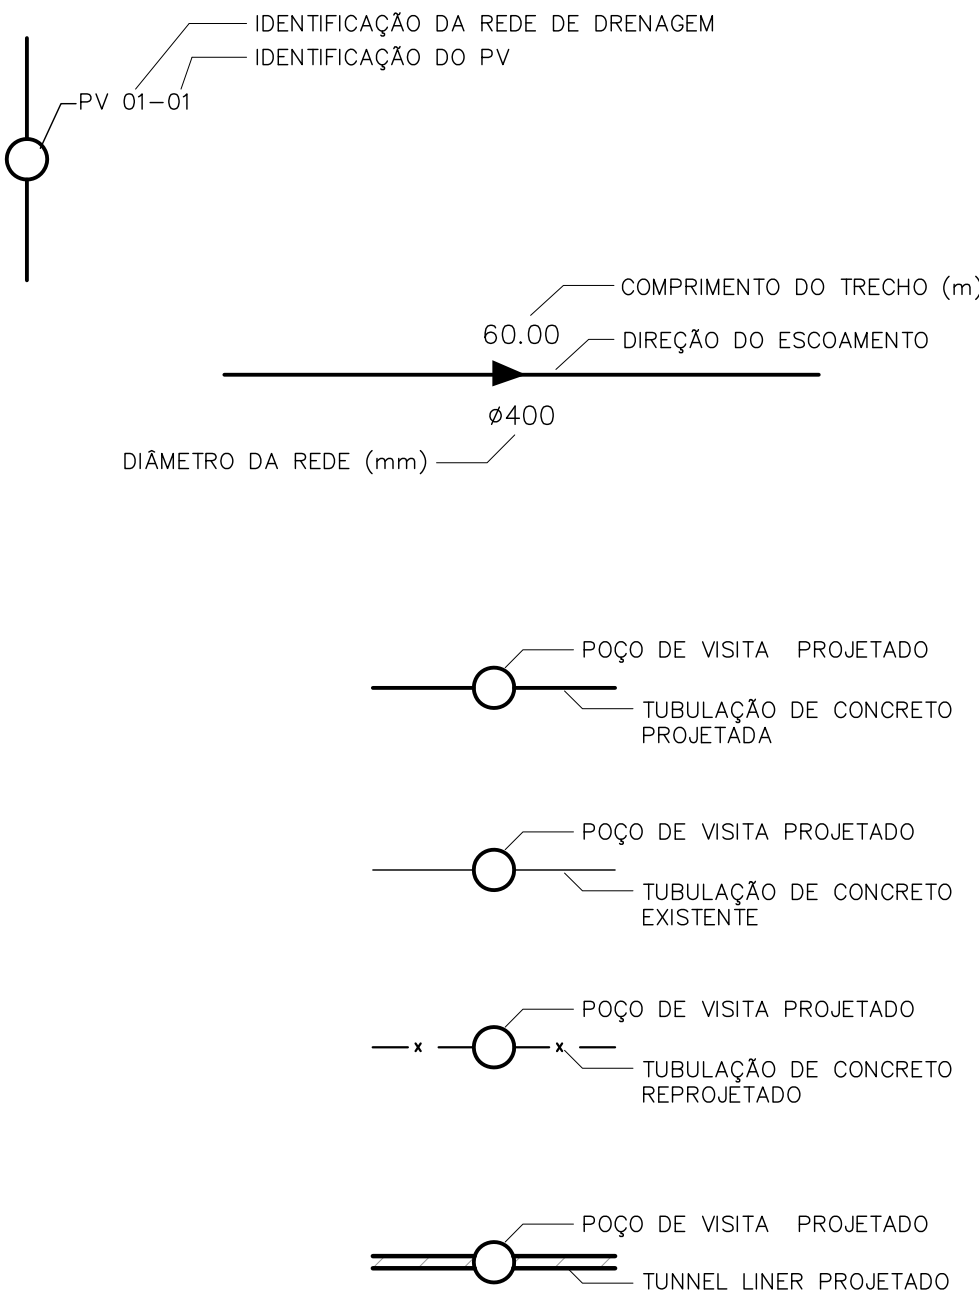 IDENTIFICAÇÃO DA REDE DE DRENAGEM
IDENTIFICAÇÃO DO PV
PV 01-01
COMPRIMENTO DO TRECHO (m)
60.00
DIREÇÃO DO ESCOAMENTO
ø400
DIÂMETRO DA REDE (mm)
POÇO DE VISITA PROJETADO
TUBULAÇÃO DE CONCRETO
PROJETADA
POÇO DE VISITA PROJETADO
TUBULAÇÃO DE CONCRETO
EXISTENTE
POÇO DE VISITA PROJETADO
TUBULAÇÃO DE CONCRETO
REPROJETADO
POÇO DE VISITA PROJETADO
TUNNEL LINER PROJETADO